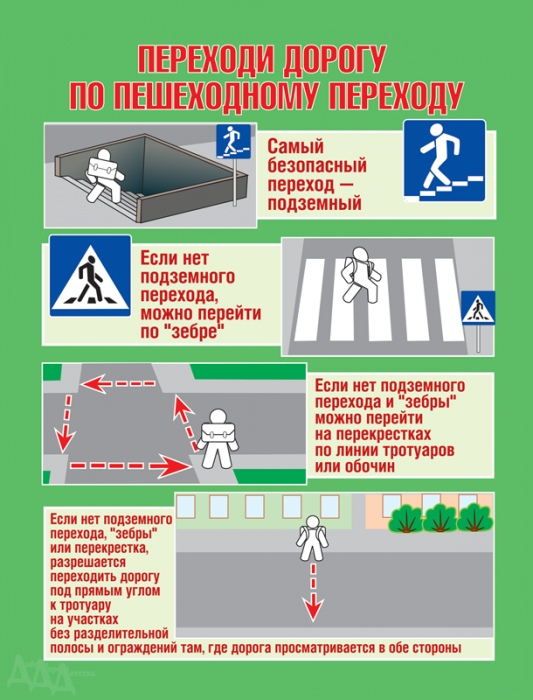 ПЕРЕХОДИ ДОРОГУ
ПО ПЕШЕХОДНОМУ ПЕРЕХОДУ
Самый
безопасный
переход –
подземный
Если нет
подземного
перехода,
можно перейти
по "зебре"
Если нет подземного
перехода и "зебры"
можно перейти
на перекрестках
по линии тротуаров
или обочин
Если нет подземного
перехода, "зебры"
или перекрестка,
разрешается
переходить дорогу
под прямым углом
к тротуару
на участках
без разделительной
полосы и ограждений там, где дорога просматривается в обе стороны